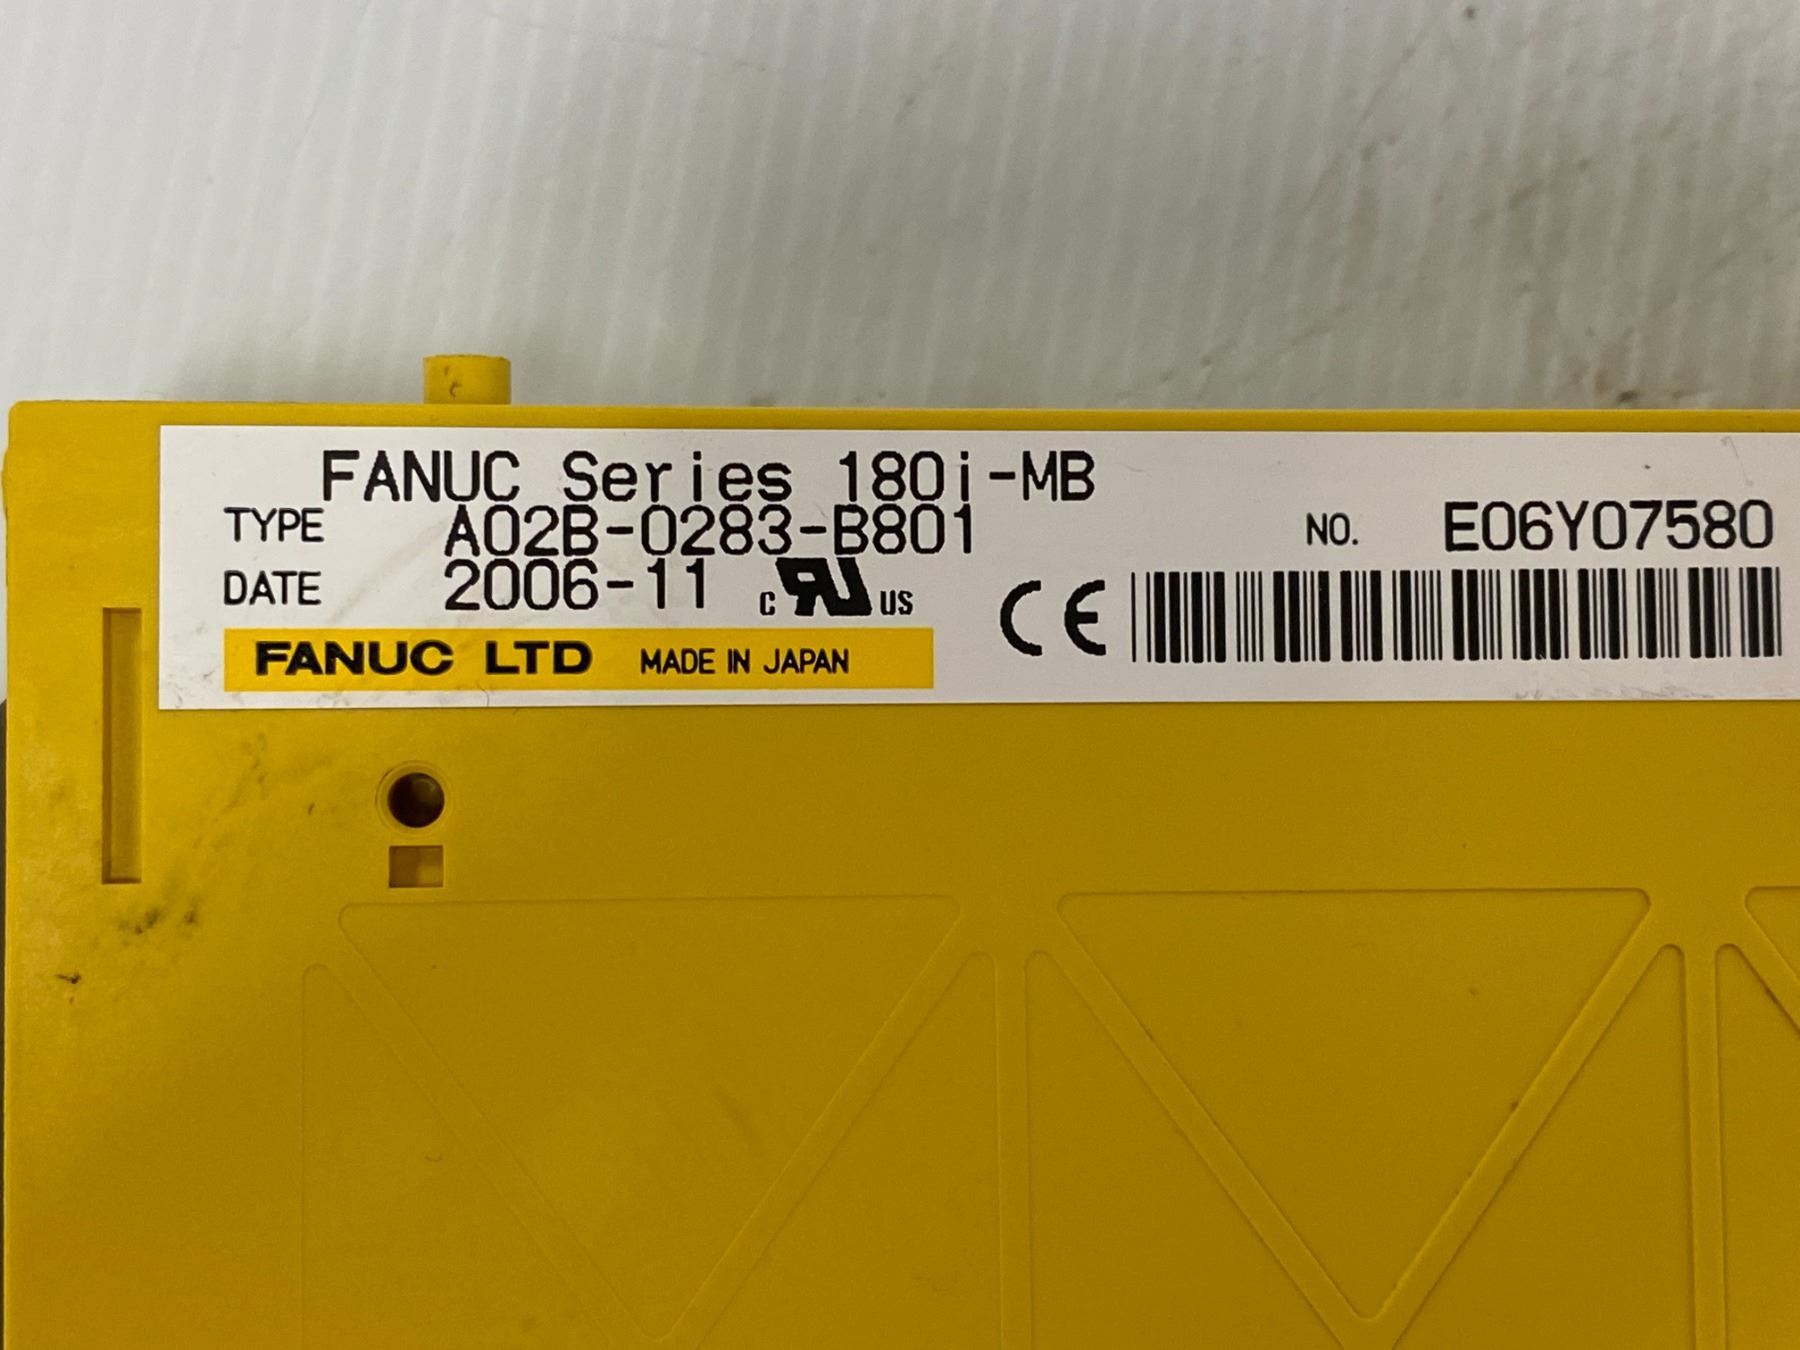 FANUC Series 180i-MB
TYPE A02B-0283-B801 NO. E06Y07580
DATE 2006-11 c RU US CE
FANUC LTD MADE IN JAPAN